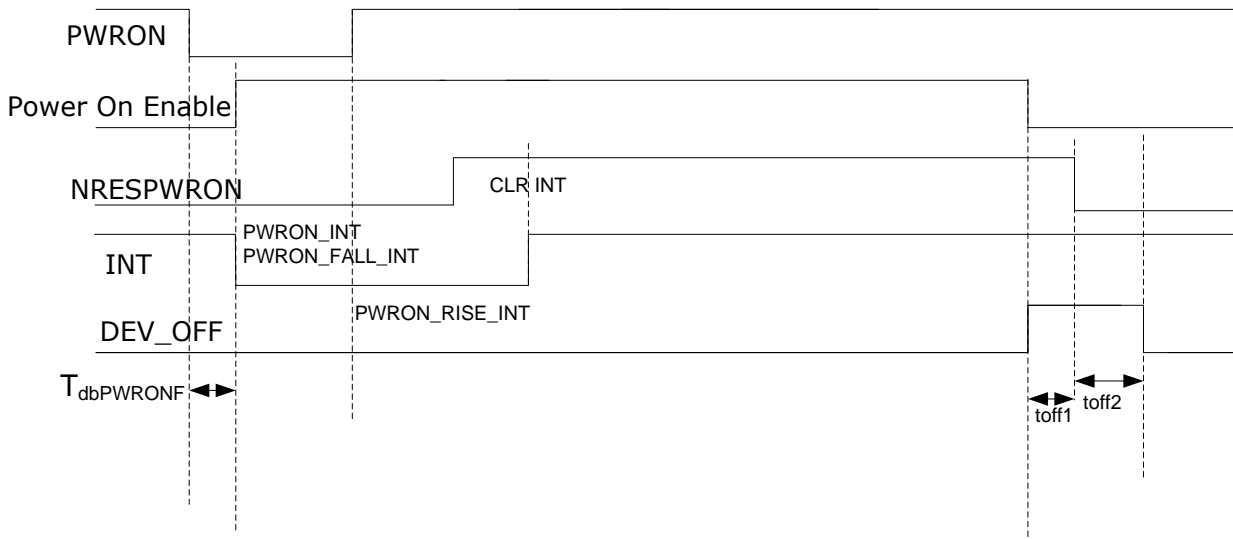 PWRON
Power On Enable
NRESPWRON
CLR INT
PWRON_INT
PWRON_FALL_INT
INT
PWRON_RISE_INT
DEV_OFF
TdbPWRONF
toff1
toff2